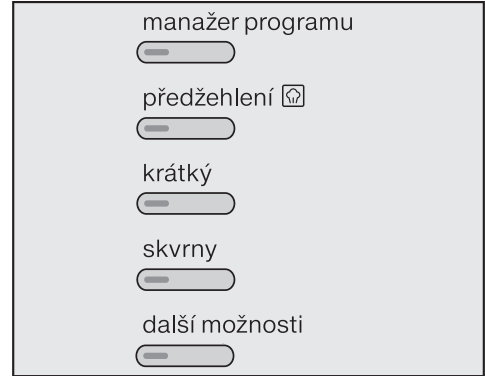 manažer programu
předžehlení
krátký
skvrny
další možnosti